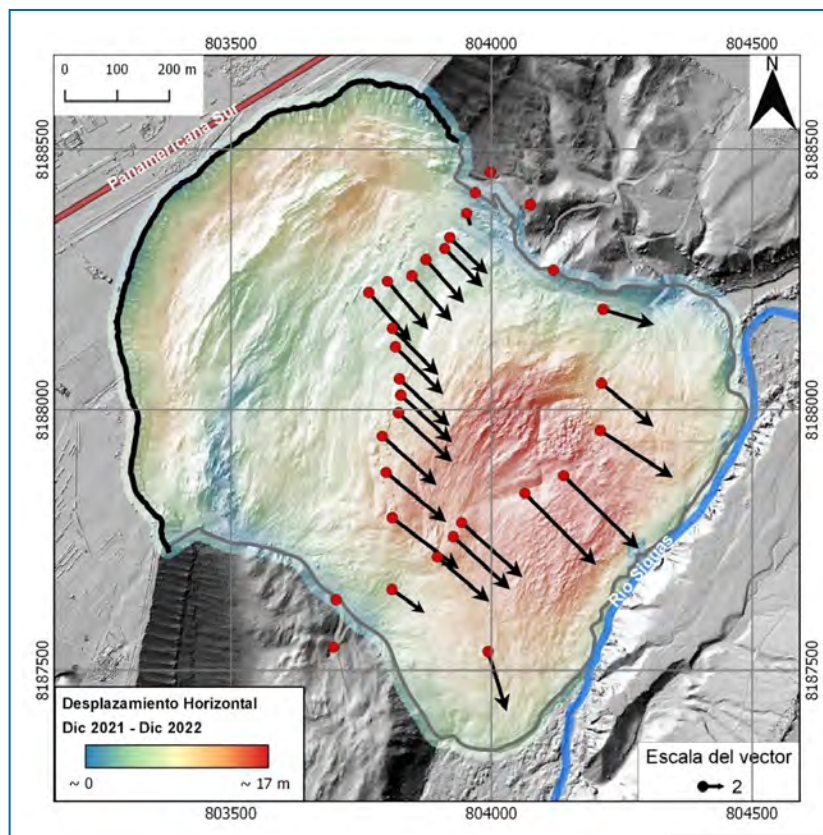 803500 804000 804500
0 100 200 m
N
Panamericana Sur
8188500 8188500
8188000 8188000
Río Siguas
8187500 8187500
Desplazamiento Horizontal
Dic 2021 - Dic 2022
~ 0 ~ 17 m
Escala del vector
2
803500 804000 804500